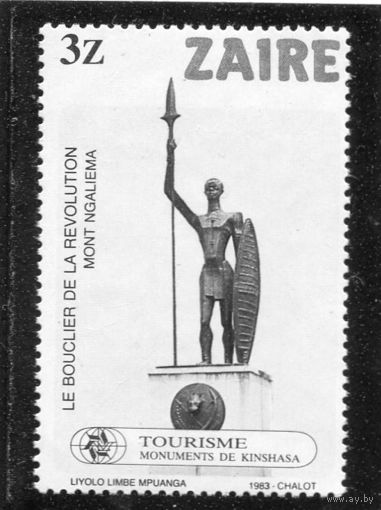 3Z
ZAIRE
LE BOUCLIER DE LA REVOLUTION
MONT NGALIEMA
TOURISME
MONUMENTS DE KINSHASA
LIYOLO LIMBE MPUANGA
1983 - CHALOT
www.ay.by